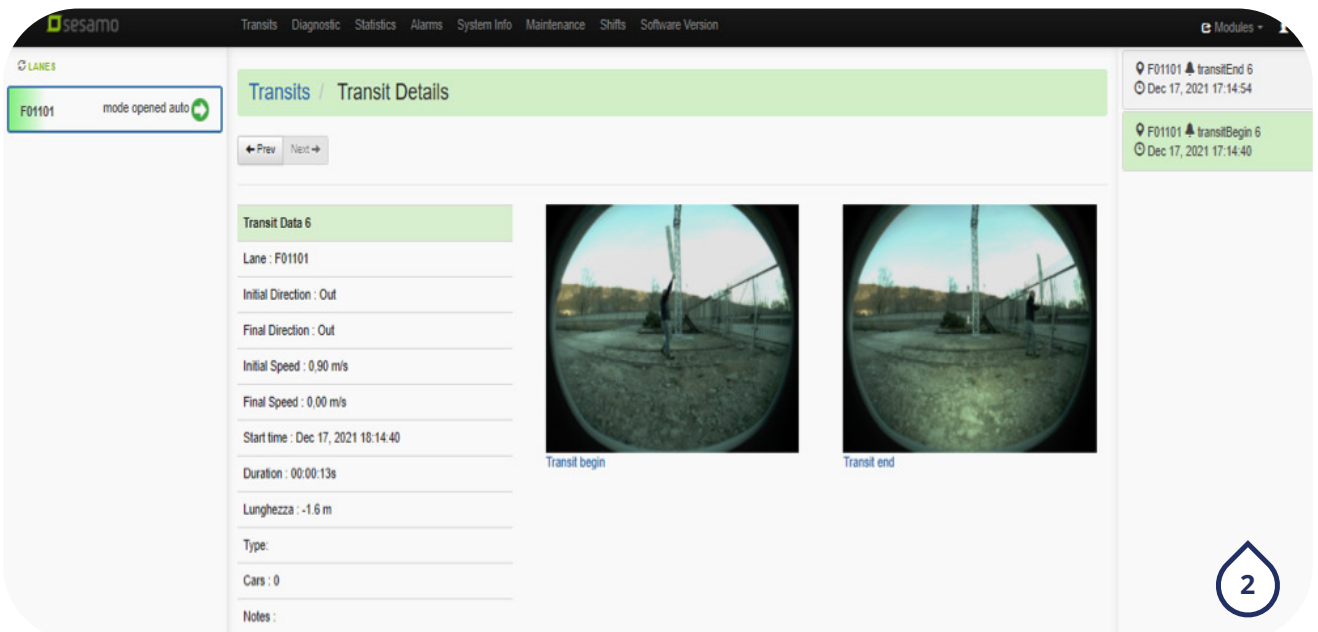 sesamo
Transits Diagnostic Statistics Alarms System Info Maintenance Shifts Software Version
Modules
LANES
F01101 mode opened auto
Transits / Transit Details
Prev Next
Transit Data 6
Lane : F01101
Initial Direction : Out
Final Direction : Out
Initial Speed : 0,90 m/s
Final Speed : 0,00 m/s
Start time : Dec 17, 2021 18:14:40
Duration : 00:00:13s
Lunghezza : -1.6 m
Type:
Cars : 0
Notes :
Transit begin
Transit end
F01101 transitEnd 6
Dec 17, 2021 17:14:54
F01101 transitBegin 6
Dec 17, 2021 17:14:40
2